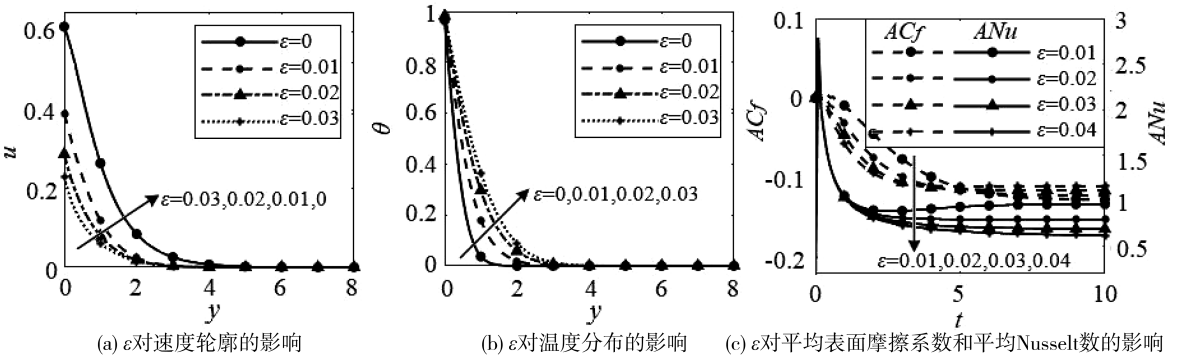 0.6
0.4
0.2
0
u
0
2
4
6
8
y
ε=0
ε=0.01
ε=0.02
ε=0.03
ε=0.03,0.02,0.01,0
(a) ε对速度轮廓的影响
1
0.8
0.6
0.4
0.2
0
θ
0
2
4
6
8
y
ε=0
ε=0.01
ε=0.02
ε=0.03
ε=0,0.01,0.02,0.03
(b) ε对温度分布的影响
0.1
0
-0.1
-0.2
ACf
3
2.5
2
1.5
1
0.5
ANu
0
5
10
t
ACf ANu
ε=0.01
ε=0.02
ε=0.03
ε=0.04
ε=0.01,0.02,0.03,0.04
(c) ε对平均表面摩擦系数和平均Nusselt数的影响